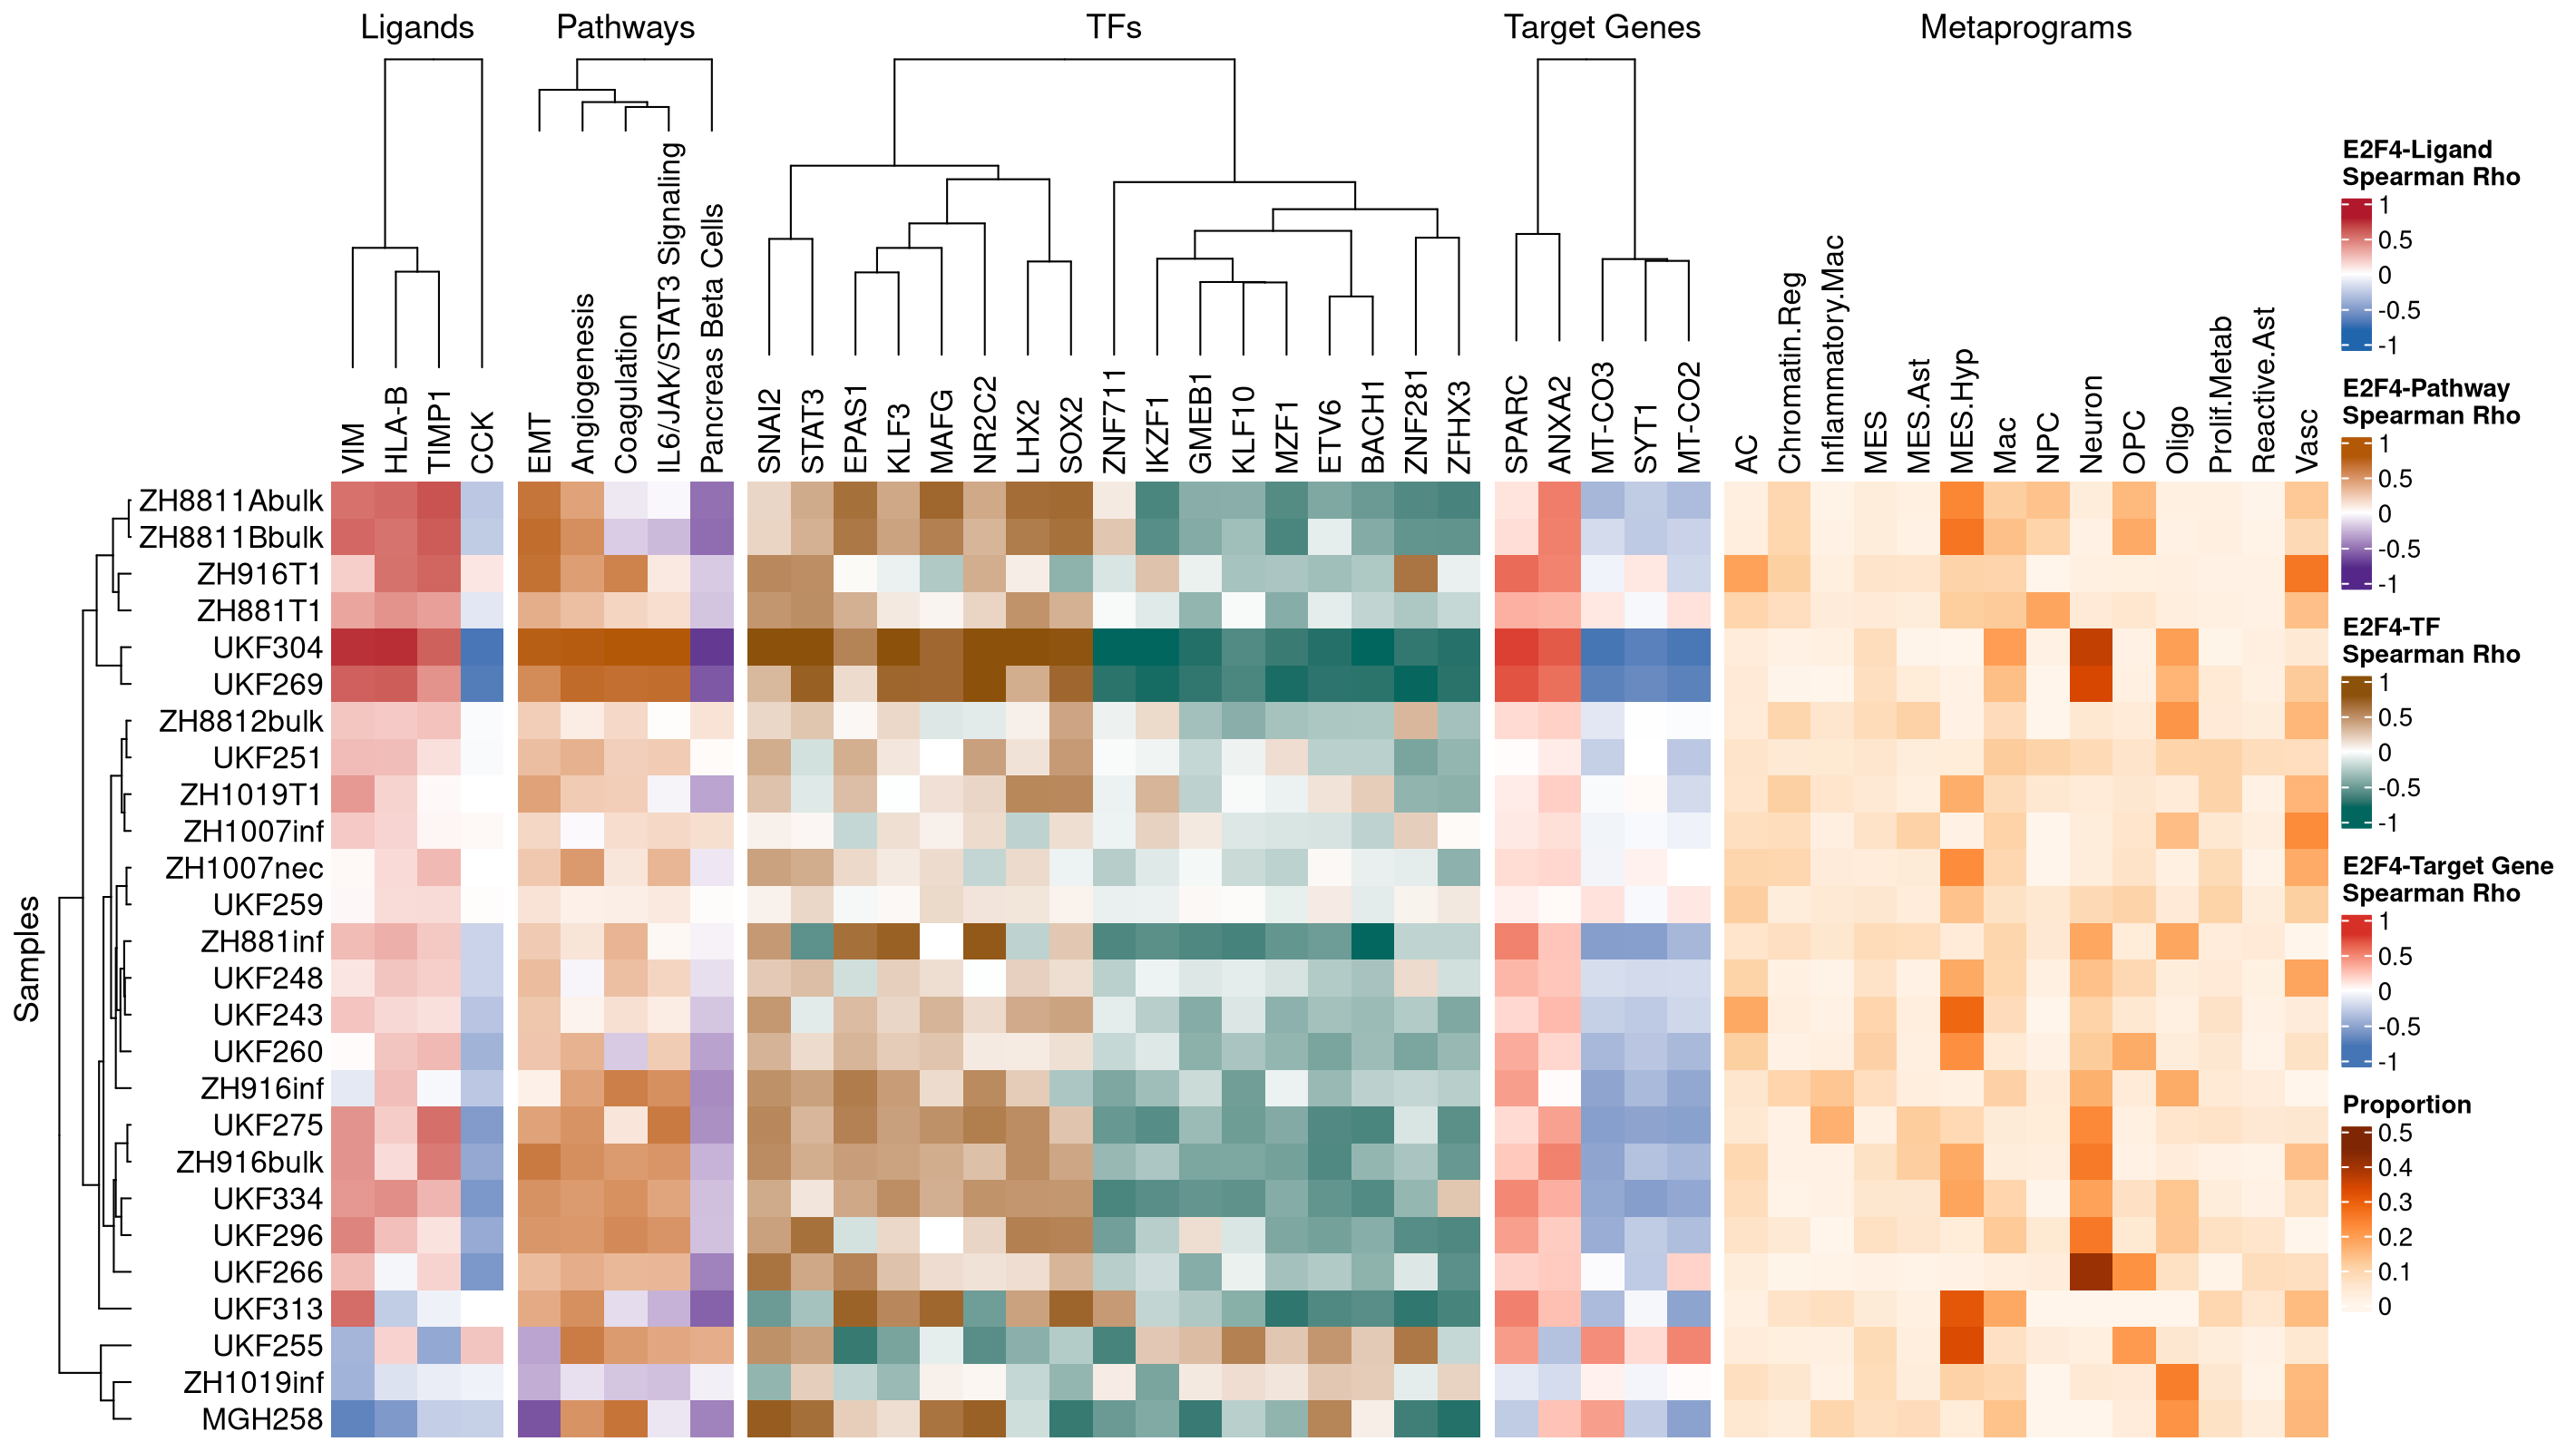 Ligands
Pathways
TFs
Target Genes
Metaprograms
VIM
HLA-B
TIMP1
CCK
EMT
Angiogenesis
Coagulation
IL6/JAK/STAT3 Signaling
Pancreas Beta Cells
SNAI2
STAT3
EPAS1
KLF3
MAFG
NR2C2
LHX2
SOX2
ZNF711
IKZF1
GMEB1
KLF10
MZF1
ETV6
BACH1
ZNF281
ZFHX3
SPARC
ANXA2
MT-CO3
SYT1
MT-CO2
AC
Chromatin.Reg
Inflammatory.Mac
MES
MES.Ast
MES.Hyp
Mac
NPC
Neuron
OPC
Oligo
Prolif.Metab
Reactive.Ast
Vasc
Samples
ZH8811Abulk
ZH8811Bbulk
ZH916T1
ZH881T1
UKF304
UKF269
ZH8812bulk
UKF251
ZH1019T1
ZH1007inf
ZH1007nec
UKF259
ZH881inf
UKF248
UKF243
UKF260
ZH916inf
UKF275
ZH916bulk
UKF334
UKF296
UKF266
UKF313
UKF255
ZH1019inf
MGH258
E2F4-Ligand
Spearman Rho
1
0.5
0
-0.5
-1
E2F4-Pathway
Spearman Rho
1
0.5
0
-0.5
-1
E2F4-TF
Spearman Rho
1
0.5
0
-0.5
-1
E2F4-Target Gene
Spearman Rho
1
0.5
0
-0.5
-1
Proportion
0.5
0.4
0.3
0.2
0.1
0